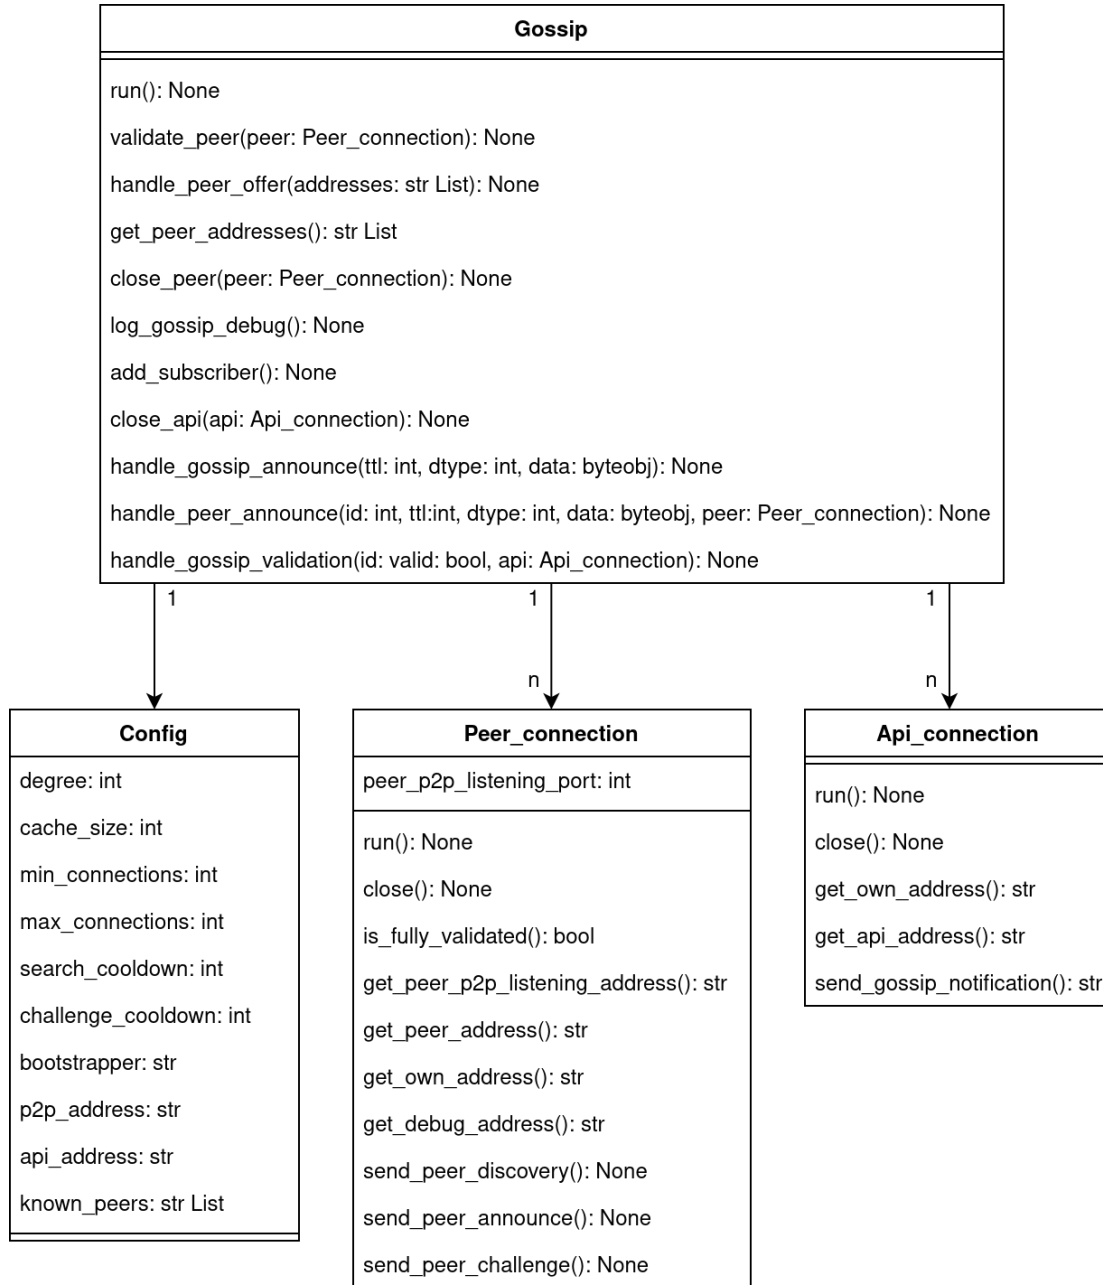 Gossip
run(): None
validate_peer(peer: Peer_connection): None
handle_peer_offer(addresses: str List): None
get_peer_addresses(): str List
close_peer(peer: Peer_connection): None
log_gossip_debug(): None
add_subscriber(): None
close_api(api: Api_connection): None
handle_gossip_announce(ttl: int, dtype: int, data: byteobj): None
handle_peer_announce(id: int, ttl:int, dtype: int, data: byteobj, peer: Peer_connection): None
handle_gossip_validation(id: valid: bool, api: Api_connection): None
1
1
1
n
n
Config
degree: int
cache_size: int
min_connections: int
max_connections: int
search_cooldown: int
challenge_cooldown: int
bootstrapper: str
p2p_address: str
api_address: str
known_peers: str List
Peer_connection
peer_p2p_listening_port: int
run(): None
close(): None
is_fully_validated(): bool
get_peer_p2p_listening_address(): str
get_peer_address(): str
get_own_address(): str
get_debug_address(): str
send_peer_discovery(): None
send_peer_announce(): None
send_peer_challenge(): None
Api_connection
run(): None
close(): None
get_own_address(): str
get_api_address(): str
send_gossip_notification(): str